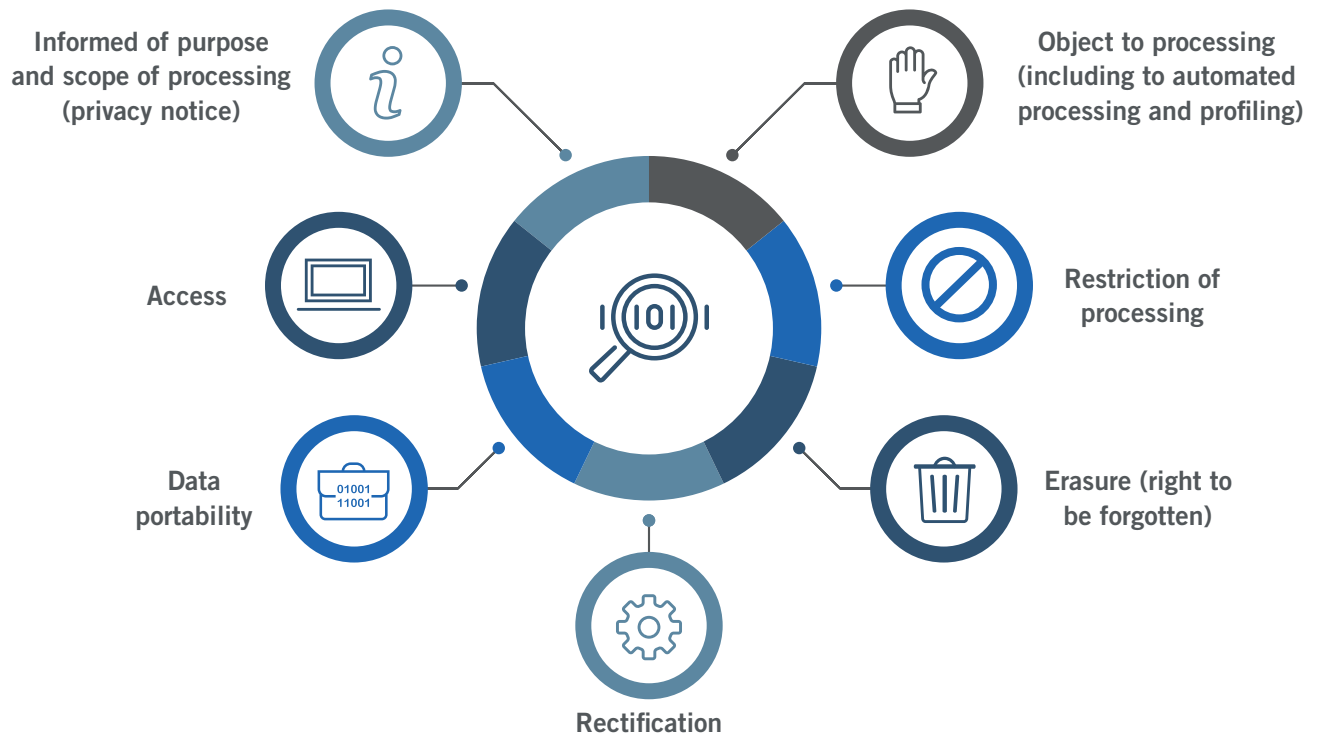 Informed of purpose
and scope of processing
(privacy notice)
Object to processing
(including to automated
processing and profiling)
Access
Restriction of
processing
|101|
Data
portability
01001
11001
Erasure (right to
be forgotten)
Rectification